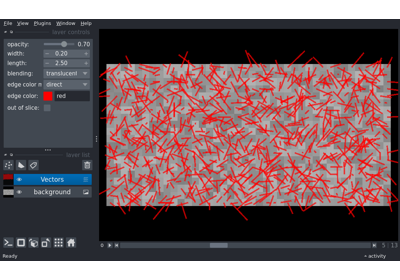 File View Plugins Window Help
layer controls
opacity: 0.70
width: 0.20
length: 2.50
blending: translucent
edge color m direct
edge color: red
out of slice:
layer list
Vectors
background
0 5 13
Ready activity